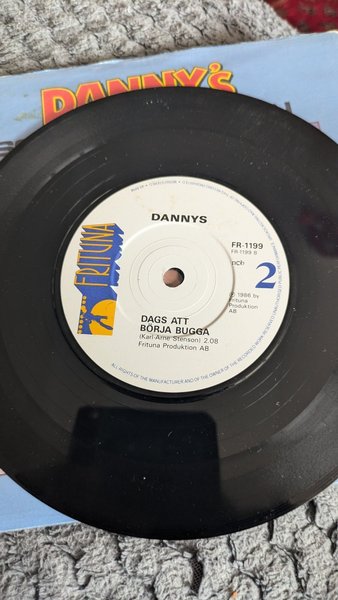 DANNY'S
DANNYS
FR-1199
FR-1199 B
nch
2
FRITUNA
℗ 1986 by
Frituna
Produktion
AB
DAGS ATT
BÖRJA BUGGA
(Karl-Arne Stenson) 2.08
Frituna Produktion AB
ALL RIGHTS OF THE MANUFACTURER AND OF THE OWNER OF THE RECORDED WORK